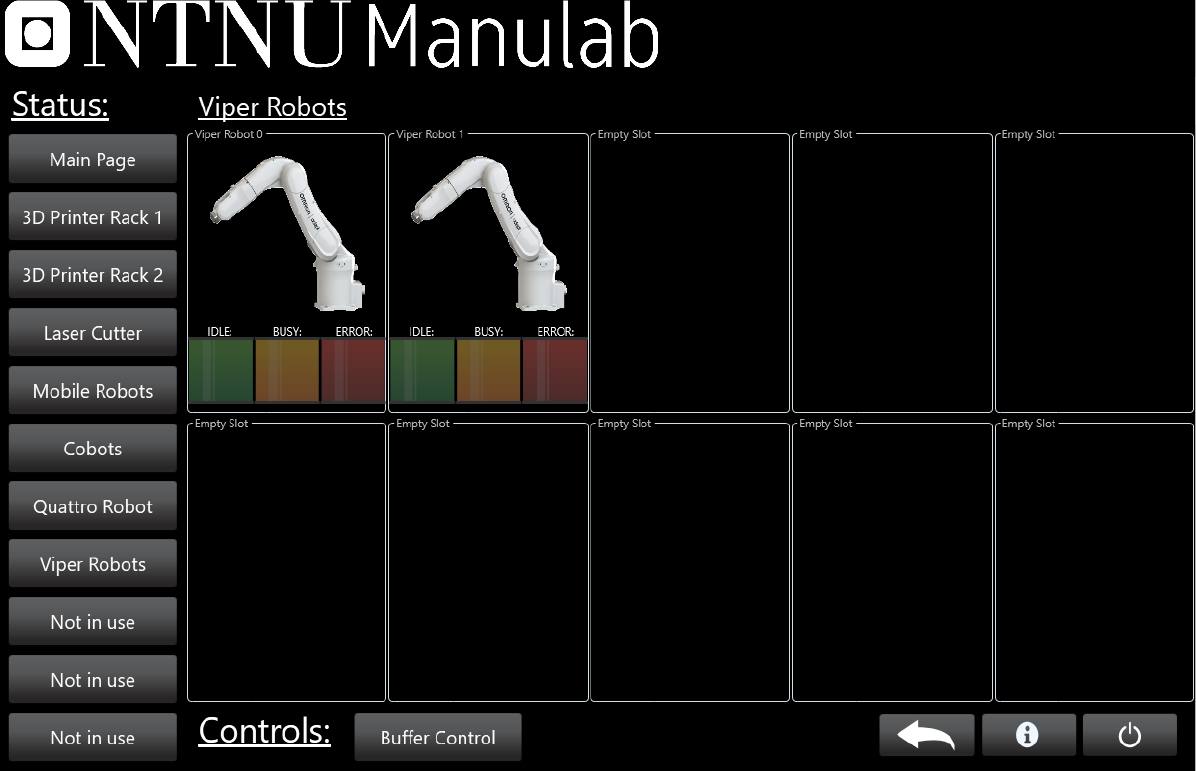 NTNU Manulab
Status:
Viper Robots
Main Page
3D Printer Rack 1
3D Printer Rack 2
Laser Cutter
Mobile Robots
Cobots
Quattro Robot
Viper Robots
Not in use
Not in use
Not in use
Viper Robot 0
Viper Robot 1
Empty Slot
Empty Slot
Empty Slot
IDLE:
BUSY:
ERROR:
IDLE:
BUSY:
ERROR:
Empty Slot
Empty Slot
Empty Slot
Empty Slot
Empty Slot
Controls:
Buffer Control